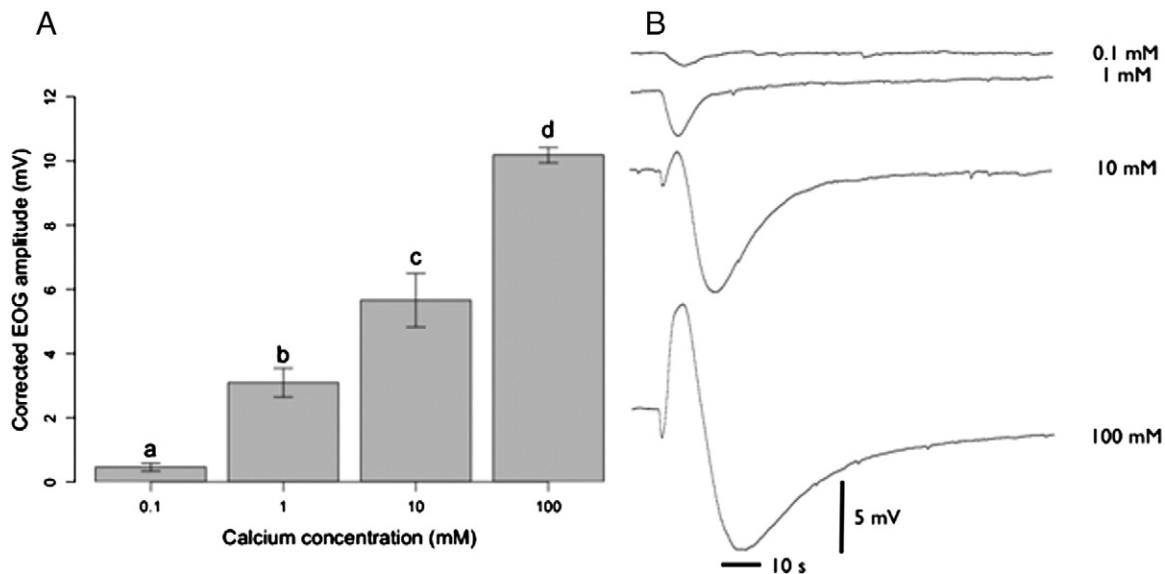 A
Corrected EOG amplitude (mV)
12
10
8
6
4
2
0
a
b
c
d
0.1
1
10
100
Calcium concentration (mM)
B
0.1 mM
1 mM
10 mM
100 mM
5 mV
10 s